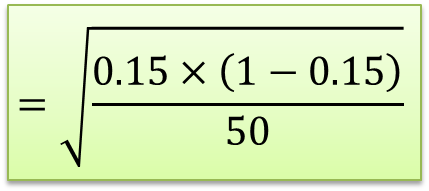 = √(0.15 × (1 − 0.15) / 50)